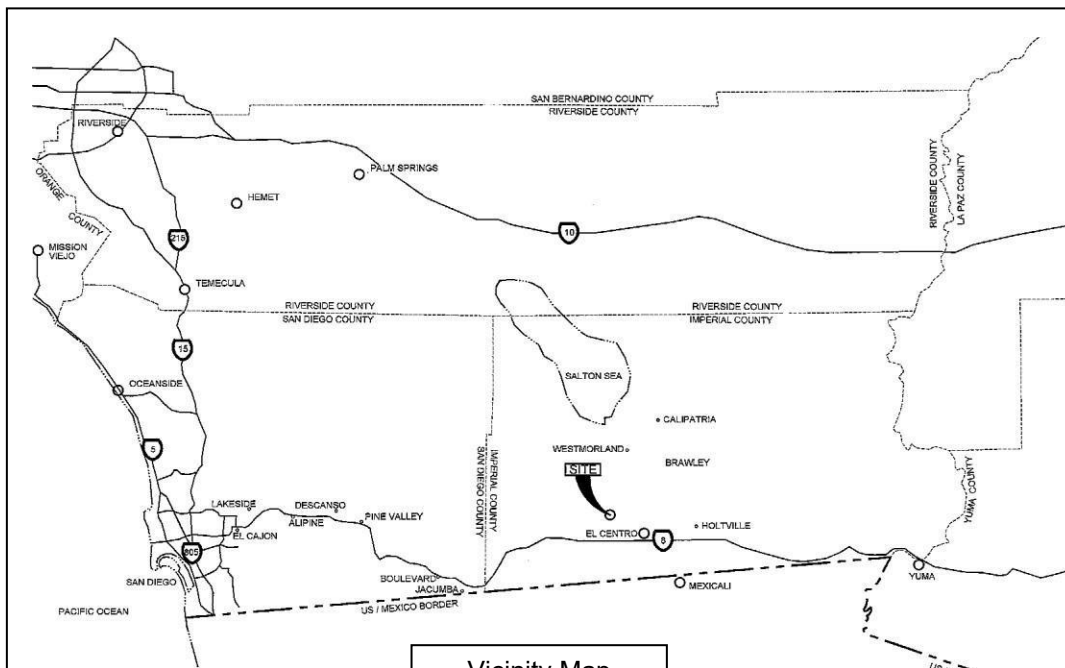 SAN BERNARDINO COUNTY
RIVERSIDE COUNTY
RIVERSIDE
PALM SPRINGS
HEMET
ORANGE
COUNTY
RIVERSIDE COUNTY
LA PAZ COUNTY
215
10
MISSION
VIEJO
TEMECULA
RIVERSIDE COUNTY
SAN DIEGO COUNTY
RIVERSIDE COUNTY
IMPERIAL COUNTY
15
SALTON SEA
OCEANSIDE
CALIPATRIA
5
WESTMORLAND
BRAWLEY
SITE
SAN DIEGO COUNTY
IMPERIAL COUNTY
YUMA COUNTY
LAKESIDE
DESCANSO
ALIPINE
PINE VALLEY
EL CAJON
EL CENTRO
8
HOLTVILLE
805
SAN DIEGO
BOULEVARD
JACUMBA
MEXICALI
YUMA
PACIFIC OCEAN
US / MEXICO BORDER
Vicinity Map